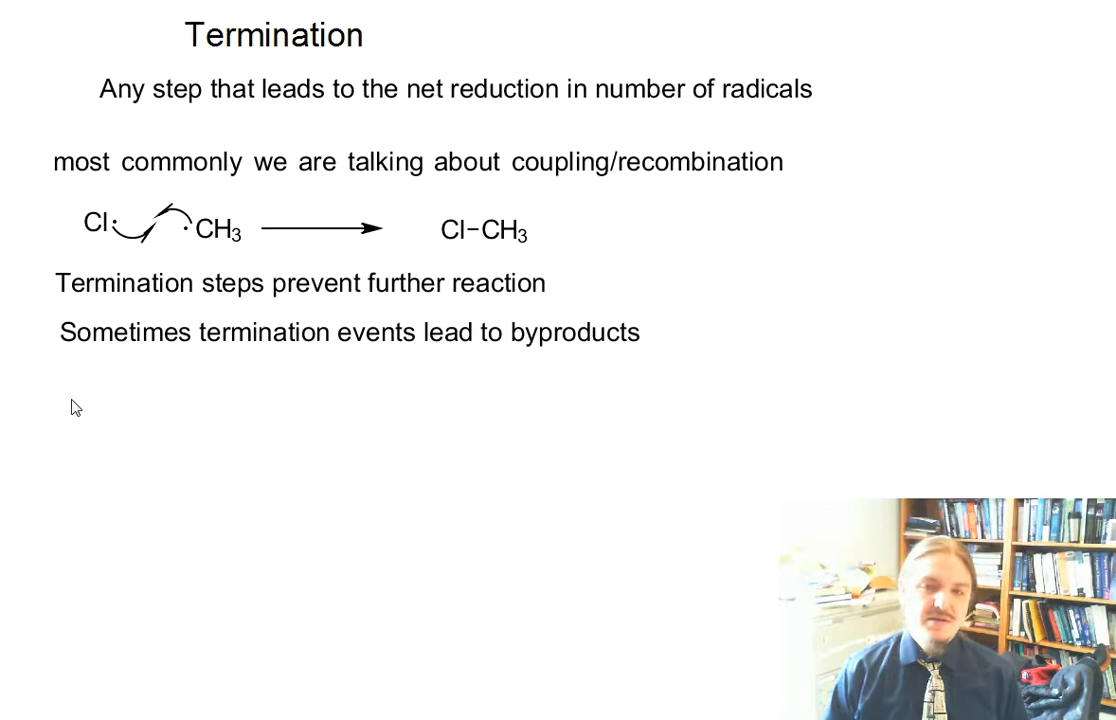 Termination
Any step that leads to the net reduction in number of radicals
most commonly we are talking about coupling/recombination
Cl· ·CH₃ ⟶ Cl–CH₃
Termination steps prevent further reaction
Sometimes termination events lead to byproducts